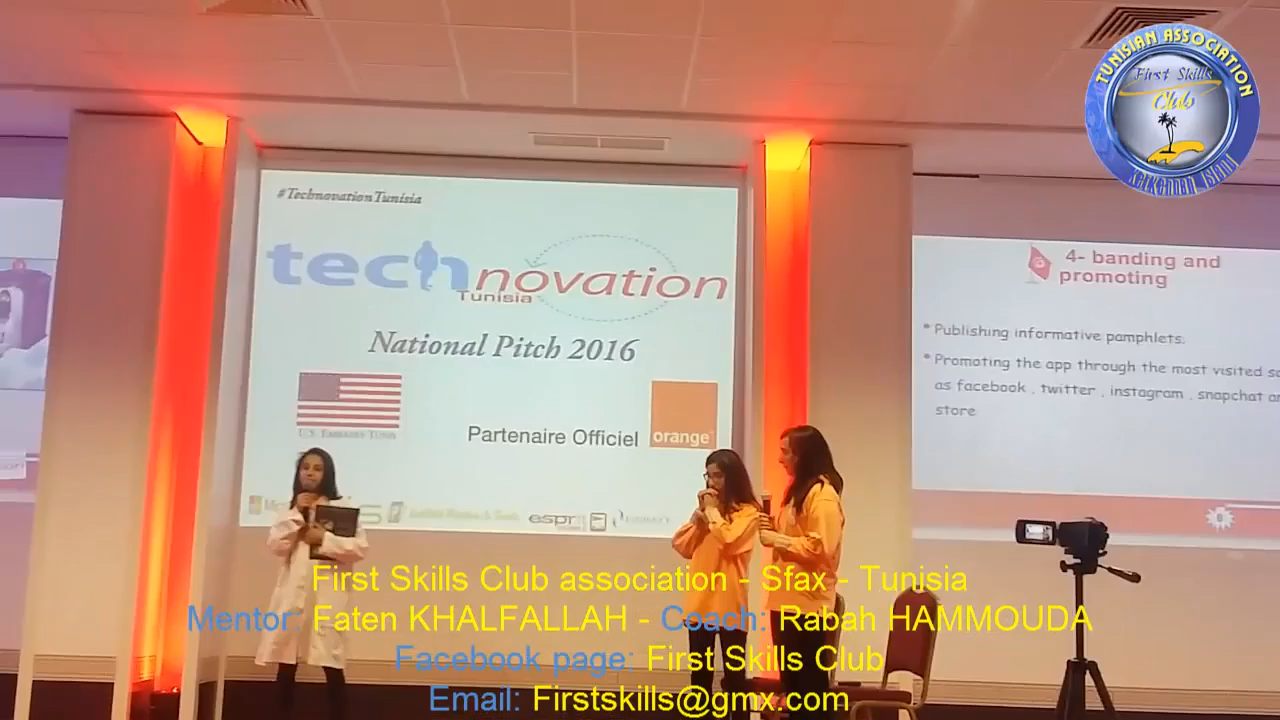 TUNISIAN ASSOCIATION
First Skills
Club
KERKENNAH ISLAND
#TechnovationTunisia
technovation
Tunisia
National Pitch 2016
U.S. EMBASSY TUNIS
Partenaire Officiel
orange
4- banding and
promoting
* Publishing informative pamphlets.
* Promoting the app through the most visited
as facebook , twitter , instagram , snapchat
store
First Skills Club association - Sfax - Tunisia
Mentor: Faten KHALFALLAH - Coach: Rabah HAMMOUDA
Facebook page: First Skills Club
Email: Firstskills@gmx.com